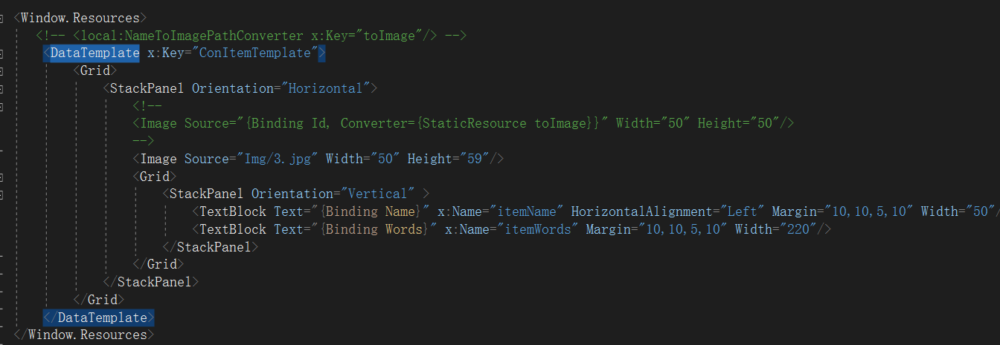 <Window.Resources>
<!-- <local:NameToImagePathConverter x:Key="toImage"/> -->
<DataTemplate x:Key="ConItemTemplate">
<Grid>
<StackPanel Orientation="Horizontal">
<!--
<Image Source="{Binding Id, Converter={StaticResource toImage}}" Width="50" Height="50"/>
-->
<Image Source="Img/3.jpg" Width="50" Height="59"/>
<Grid>
<StackPanel Orientation="Vertical" >
<TextBlock Text="{Binding Name}" x:Name="itemName" HorizontalAlignment="Left" Margin="10,10,5,10" Width="50"/
<TextBlock Text="{Binding Words}" x:Name="itemWords" Margin="10,10,5,10" Width="220"/>
</StackPanel>
</Grid>
</StackPanel>
</Grid>
</DataTemplate>
</Window.Resources>